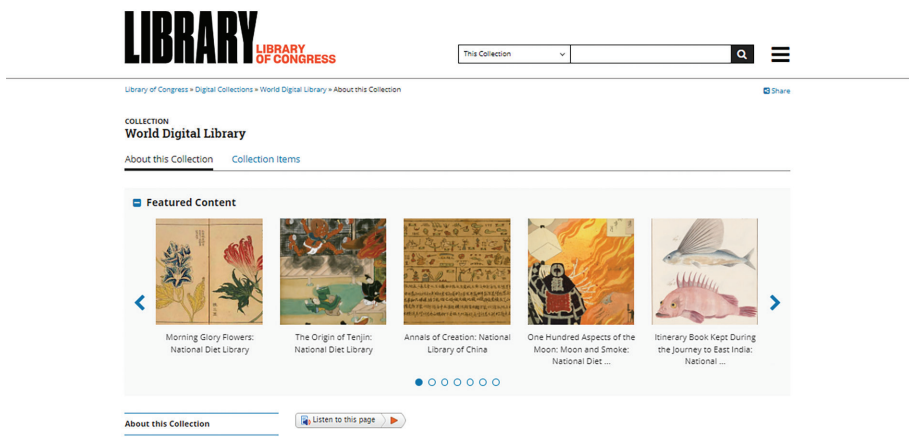 LIBRARY
LIBRARY
OF CONGRESS
This Collection
Library of Congress » Digital Collections » World Digital Library » About this Collection
Share
COLLECTION
World Digital Library
About this Collection
Collection Items
Featured Content
Morning Glory Flowers:
National Diet Library
The Origin of Tenjin:
National Diet Library
Annals of Creation: National
Library of China
One Hundred Aspects of the
Moon: Moon and Smoke:
National Diet ...
Itinerary Book Kept During
the Journey to East India:
National ...
About this Collection
Listen to this page